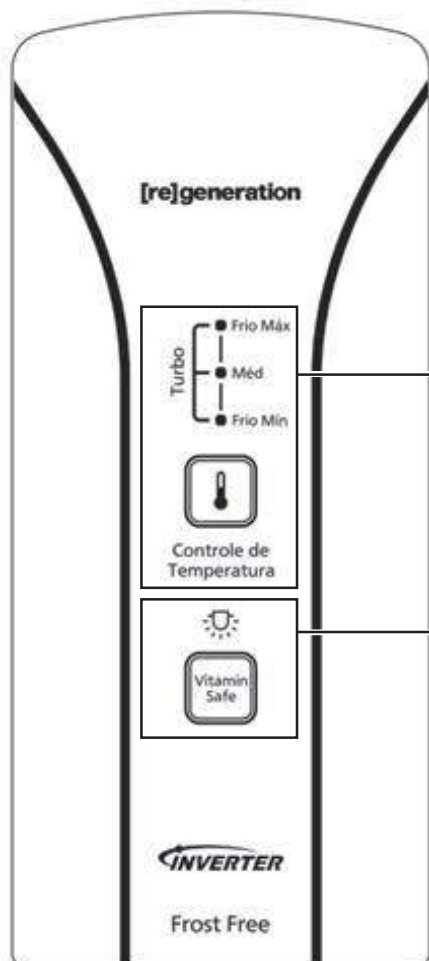 [re]generation
Turbo
Frio Máx
Méd
Frio Mín
Controle de
Temperatura
Vitamin
Safe
INVERTER
Frost Free